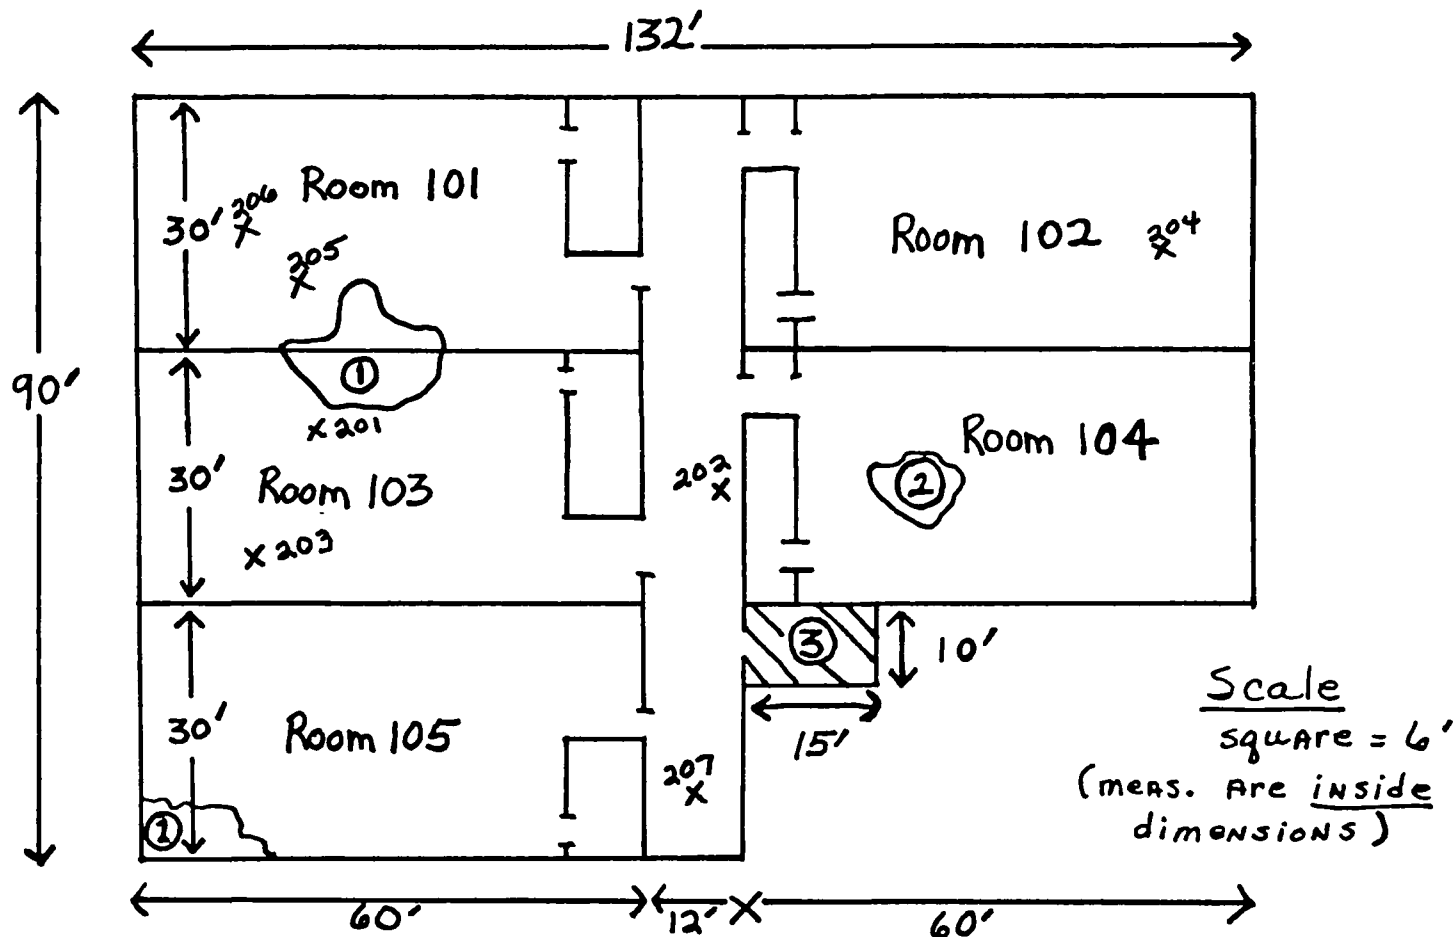 132'
90'
30'
206
X
Room 101
205
X
Room 102
204
X
①
X 201
30'
Room 103
X 203
202
X
Room 104
②
③
10'
15'
30'
Room 105
207
X
①
60'
12'
60'
Scale
square = 6'
(meas. Are inside
dimensions)